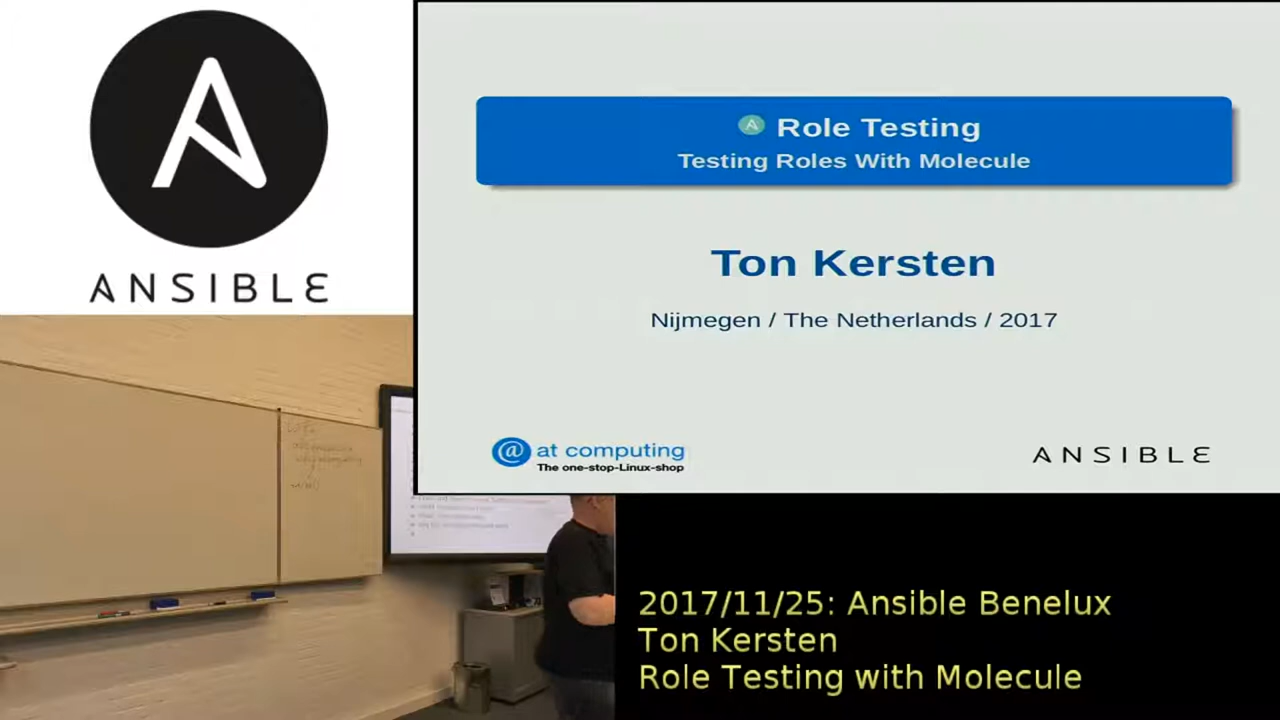 ANSIBLE
Role Testing
Testing Roles With Molecule
Ton Kersten
Nijmegen / The Netherlands / 2017
@ at computing
The one-stop-Linux-shop
ANSIBLE
2017/11/25: Ansible Benelux
Ton Kersten
Role Testing with Molecule